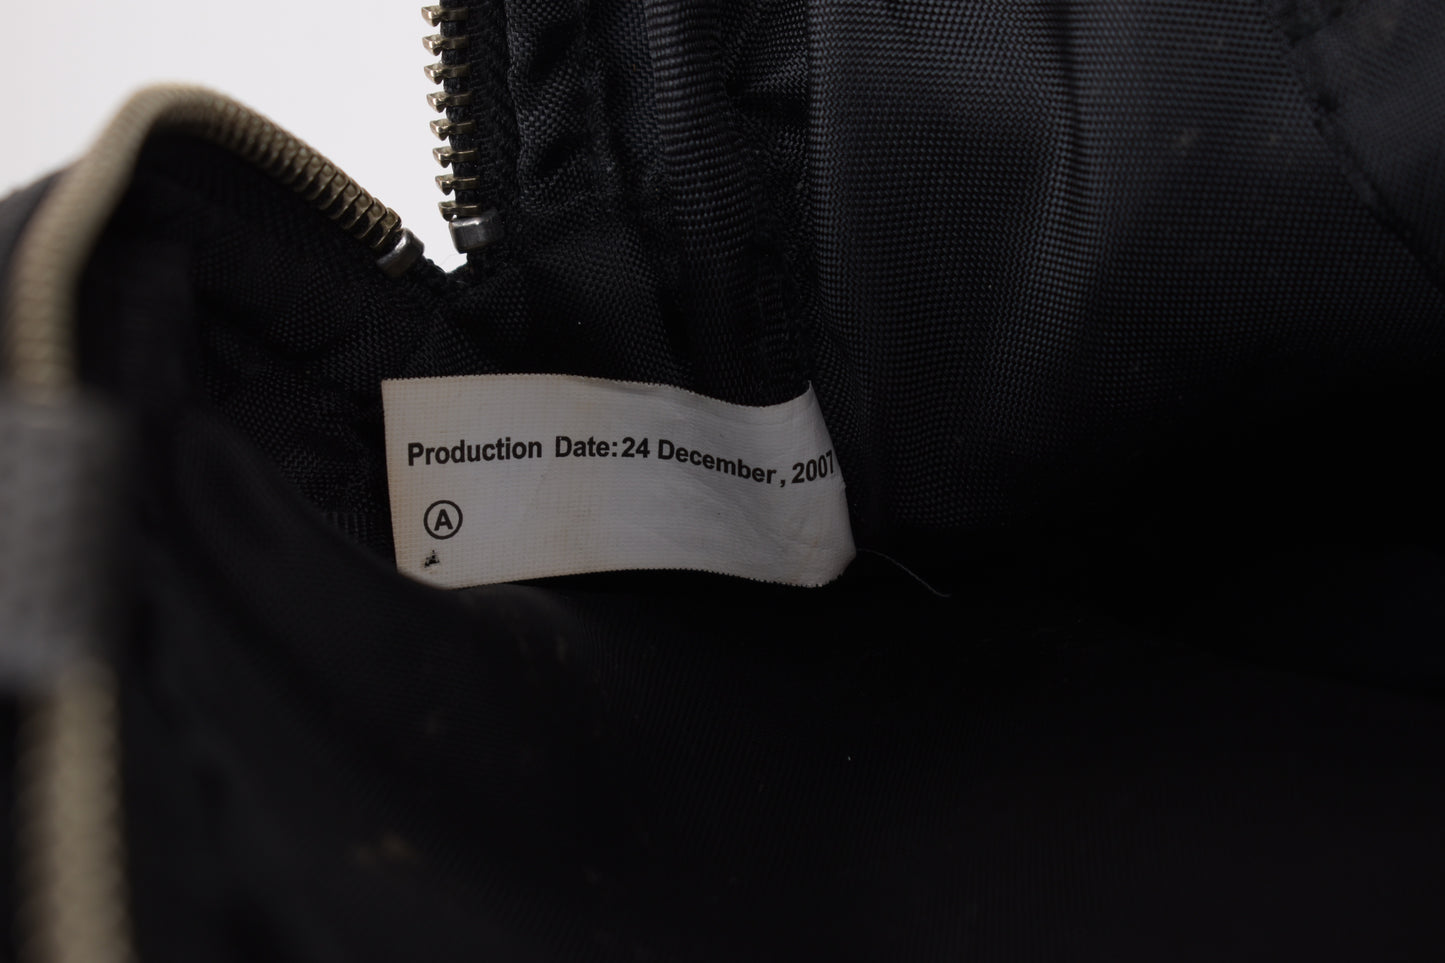 Production Date:24 December, 2007
Ⓐ